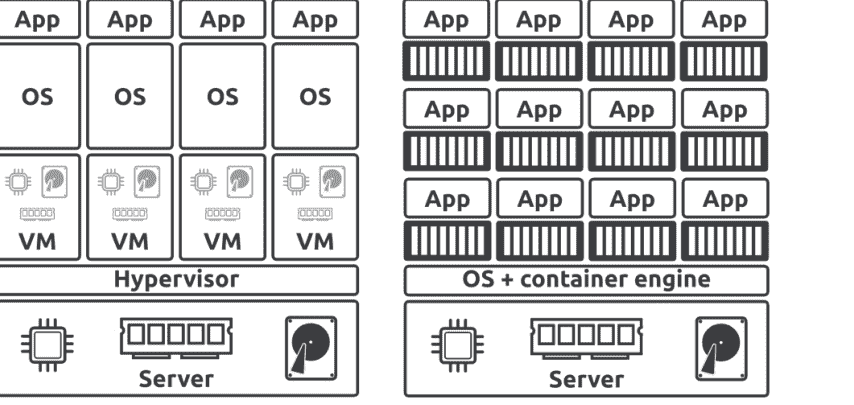 App App App App
OS OS OS OS
VM VM VM VM
Hypervisor
Server
App App App App
App App App App
App App App App
OS + container engine
Server